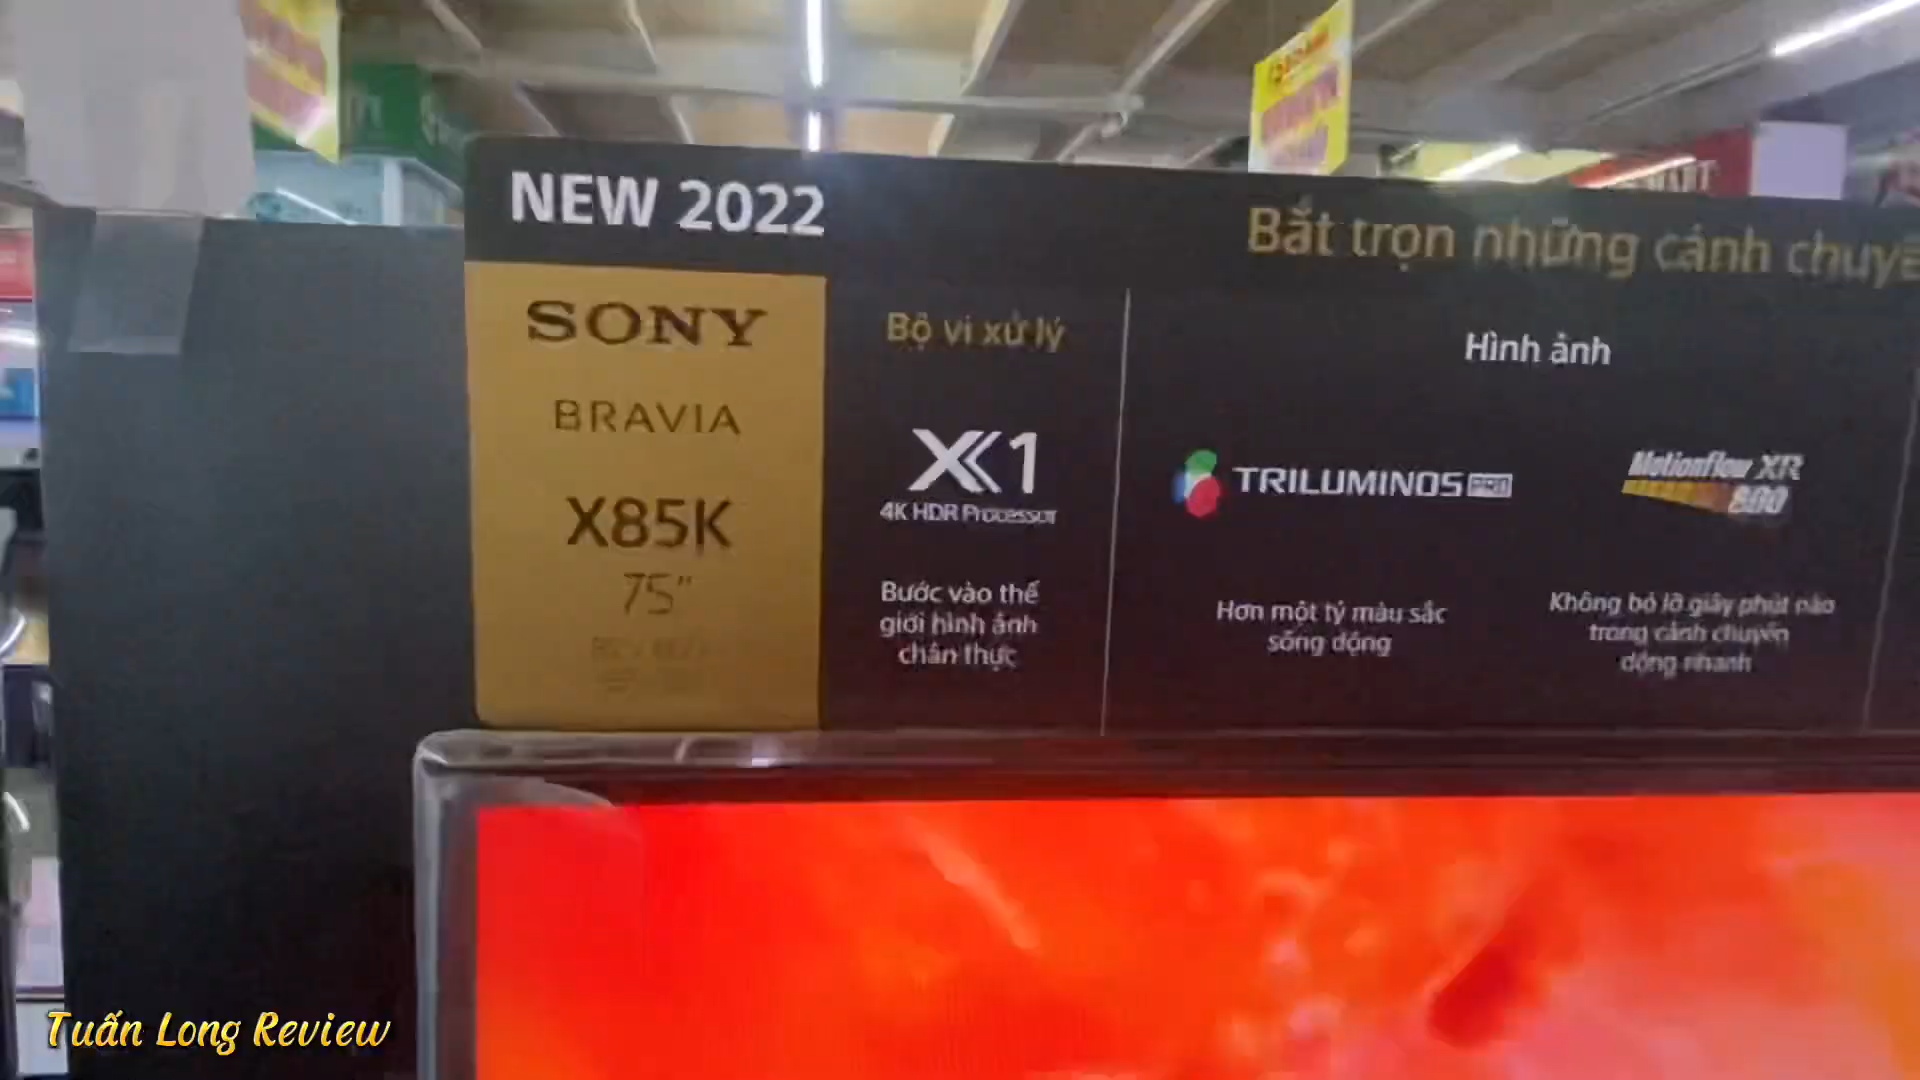 NEW 2022
Bắt trọn những cảnh chuyể
SONY
BRAVIA
X85K
75"
Bộ vi xử lý
X1
4K HDR Processor
Bước vào thế
giới hình ảnh
chân thực
Hình ảnh
TRILUMINOS PRO
Hơn một tỷ màu sắc
sống động
Motionflow XR
800
Không bỏ lỡ giây phút nào
trong cảnh chuyển
động nhanh
Tuấn Long Review